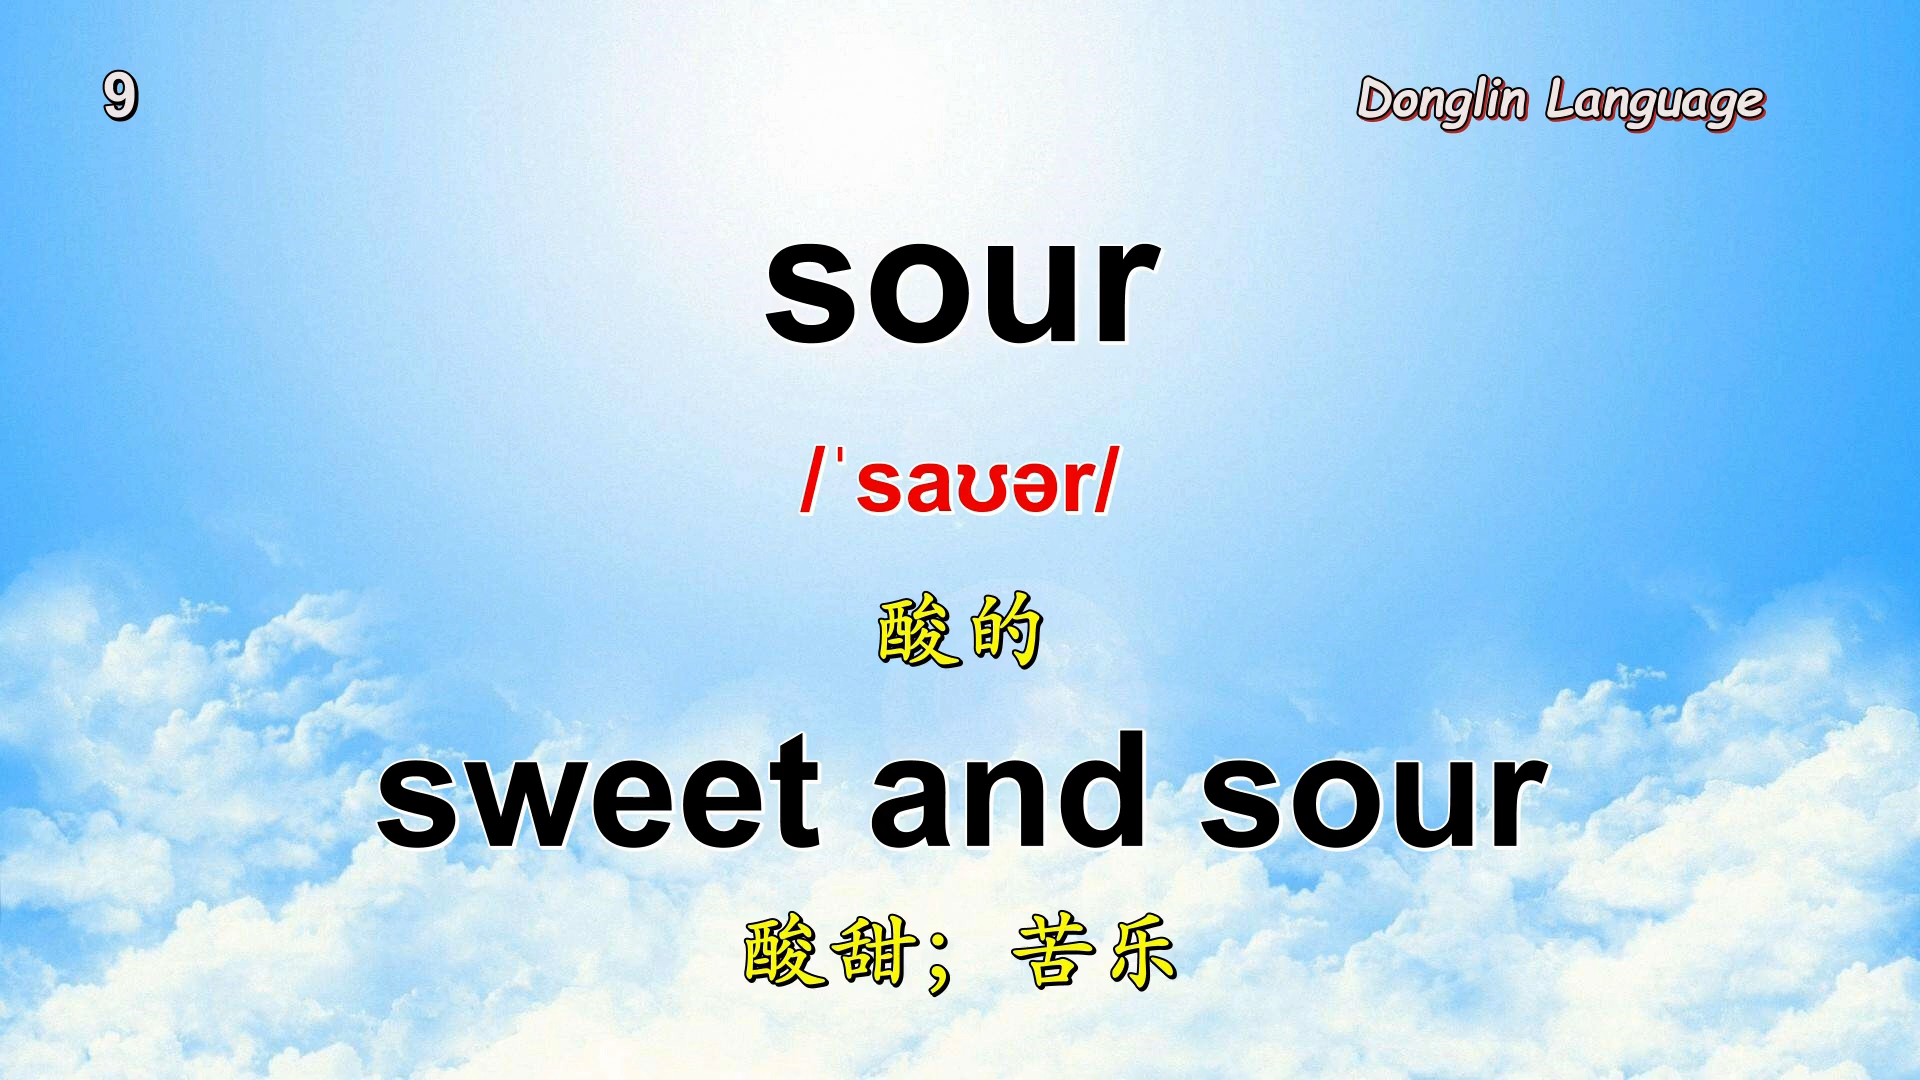 9
Donglin Language
sour
/ˈsaʊər/
酸的
sweet and sour
酸甜；苦乐